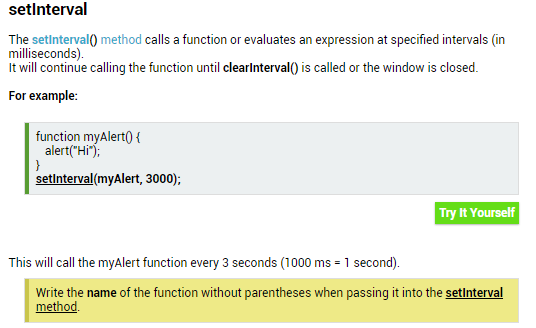 setInterval
The setInterval() method calls a function or evaluates an expression at specified intervals (in
milliseconds).
It will continue calling the function until clearInterval() is called or the window is closed.
For example:
function myAlert() {
alert("Hi");
}
setInterval(myAlert, 3000);
Try It Yourself
This will call the myAlert function every 3 seconds (1000 ms = 1 second).
Write the name of the function without parentheses when passing it into the setInterval
method.